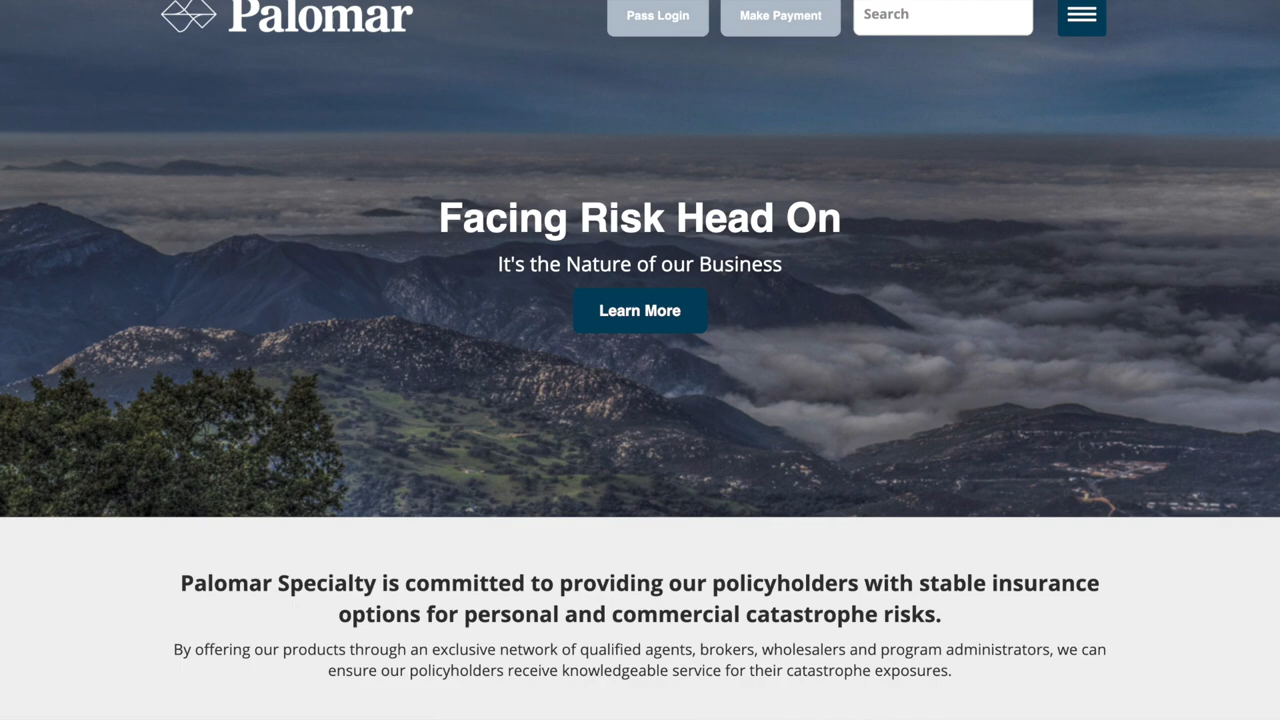 Palomar
Pass Login
Make Payment
Search
Facing Risk Head On
It's the Nature of our Business
Learn More
Palomar Specialty is committed to providing our policyholders with stable insurance
options for personal and commercial catastrophe risks.
By offering our products through an exclusive network of qualified agents, brokers, wholesalers and program administrators, we can
ensure our policyholders receive knowledgeable service for their catastrophe exposures.